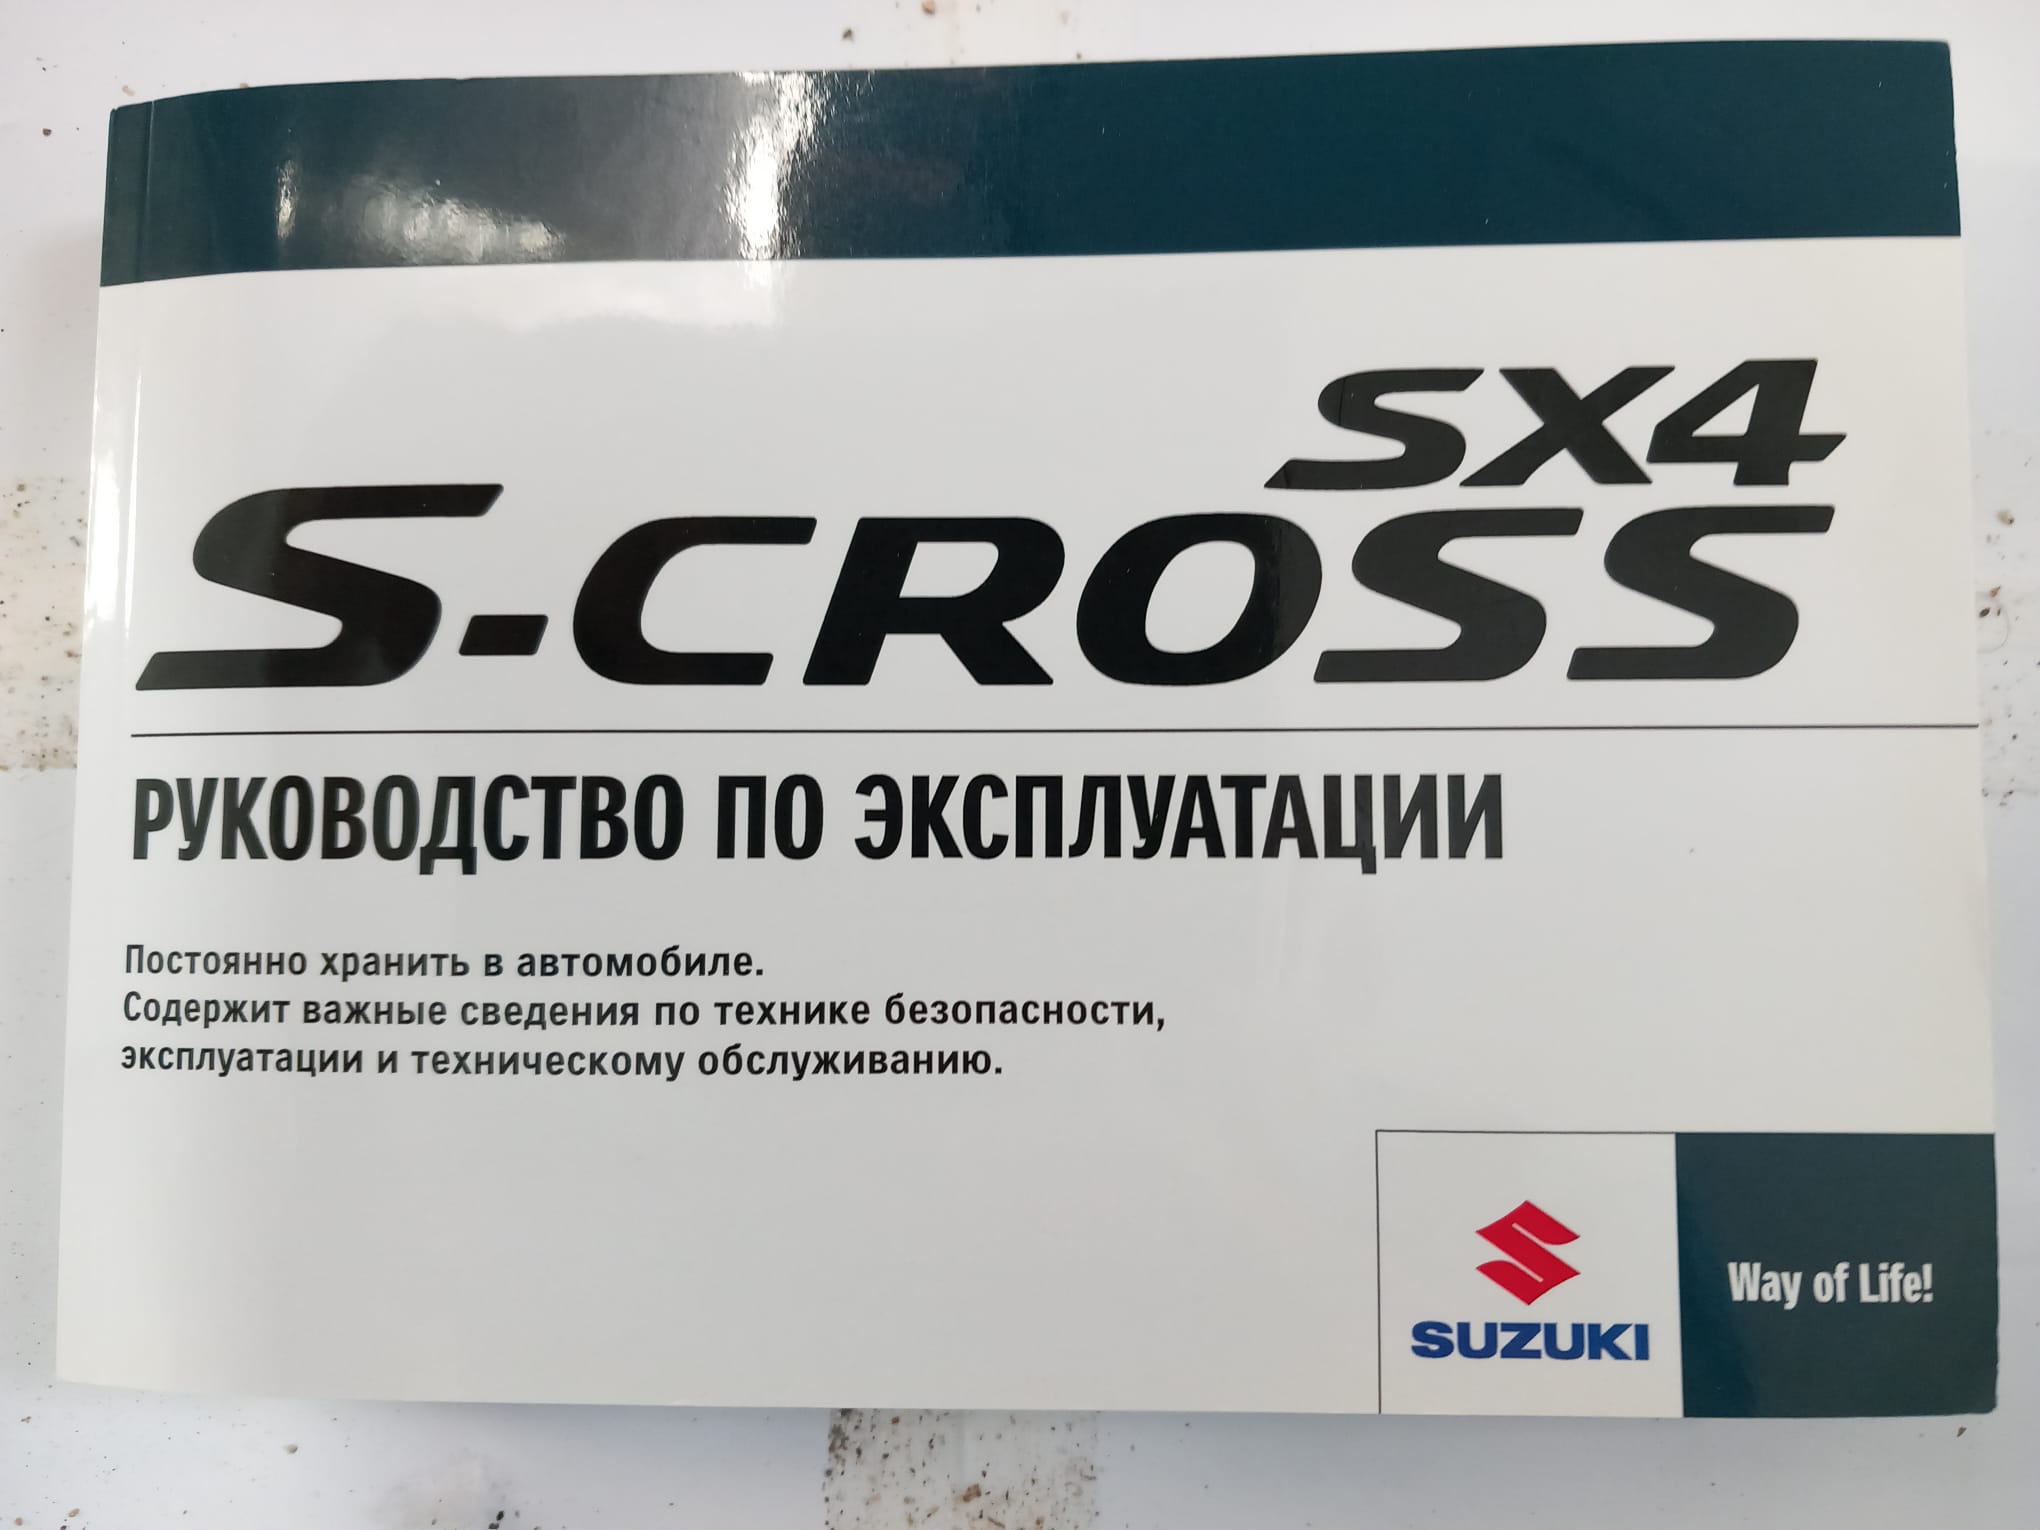 SX4
S-CROSS
РУКОВОДСТВО ПО ЭКСПЛУАТАЦИИ
Постоянно хранить в автомобиле.
Содержит важные сведения по технике безопасности,
эксплуатации и техническому обслуживанию.
SUZUKI
Way of Life!